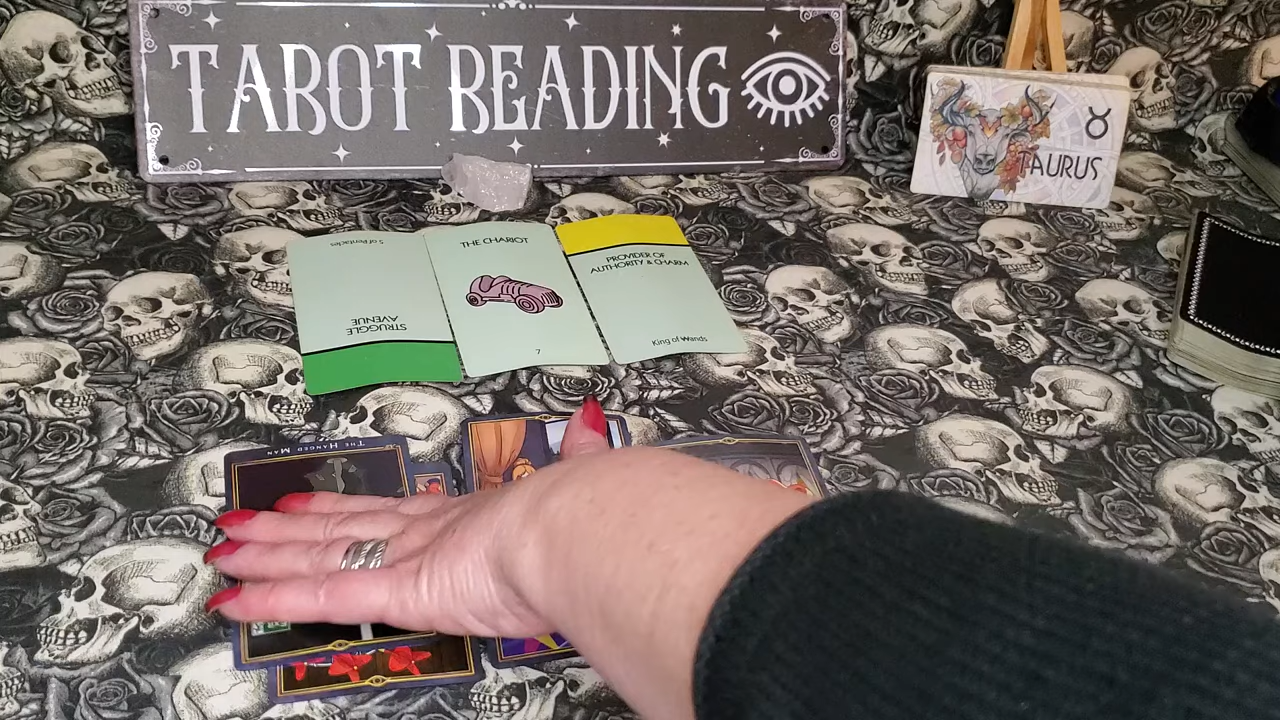 TAROT READING
TAURUS
5 of Pentacles
STRUGGLE
AVENUE
THE CHARIOT
7
PROVIDER OF
AUTHORITY & CHARM
King of Wands
THE HANGED MAN